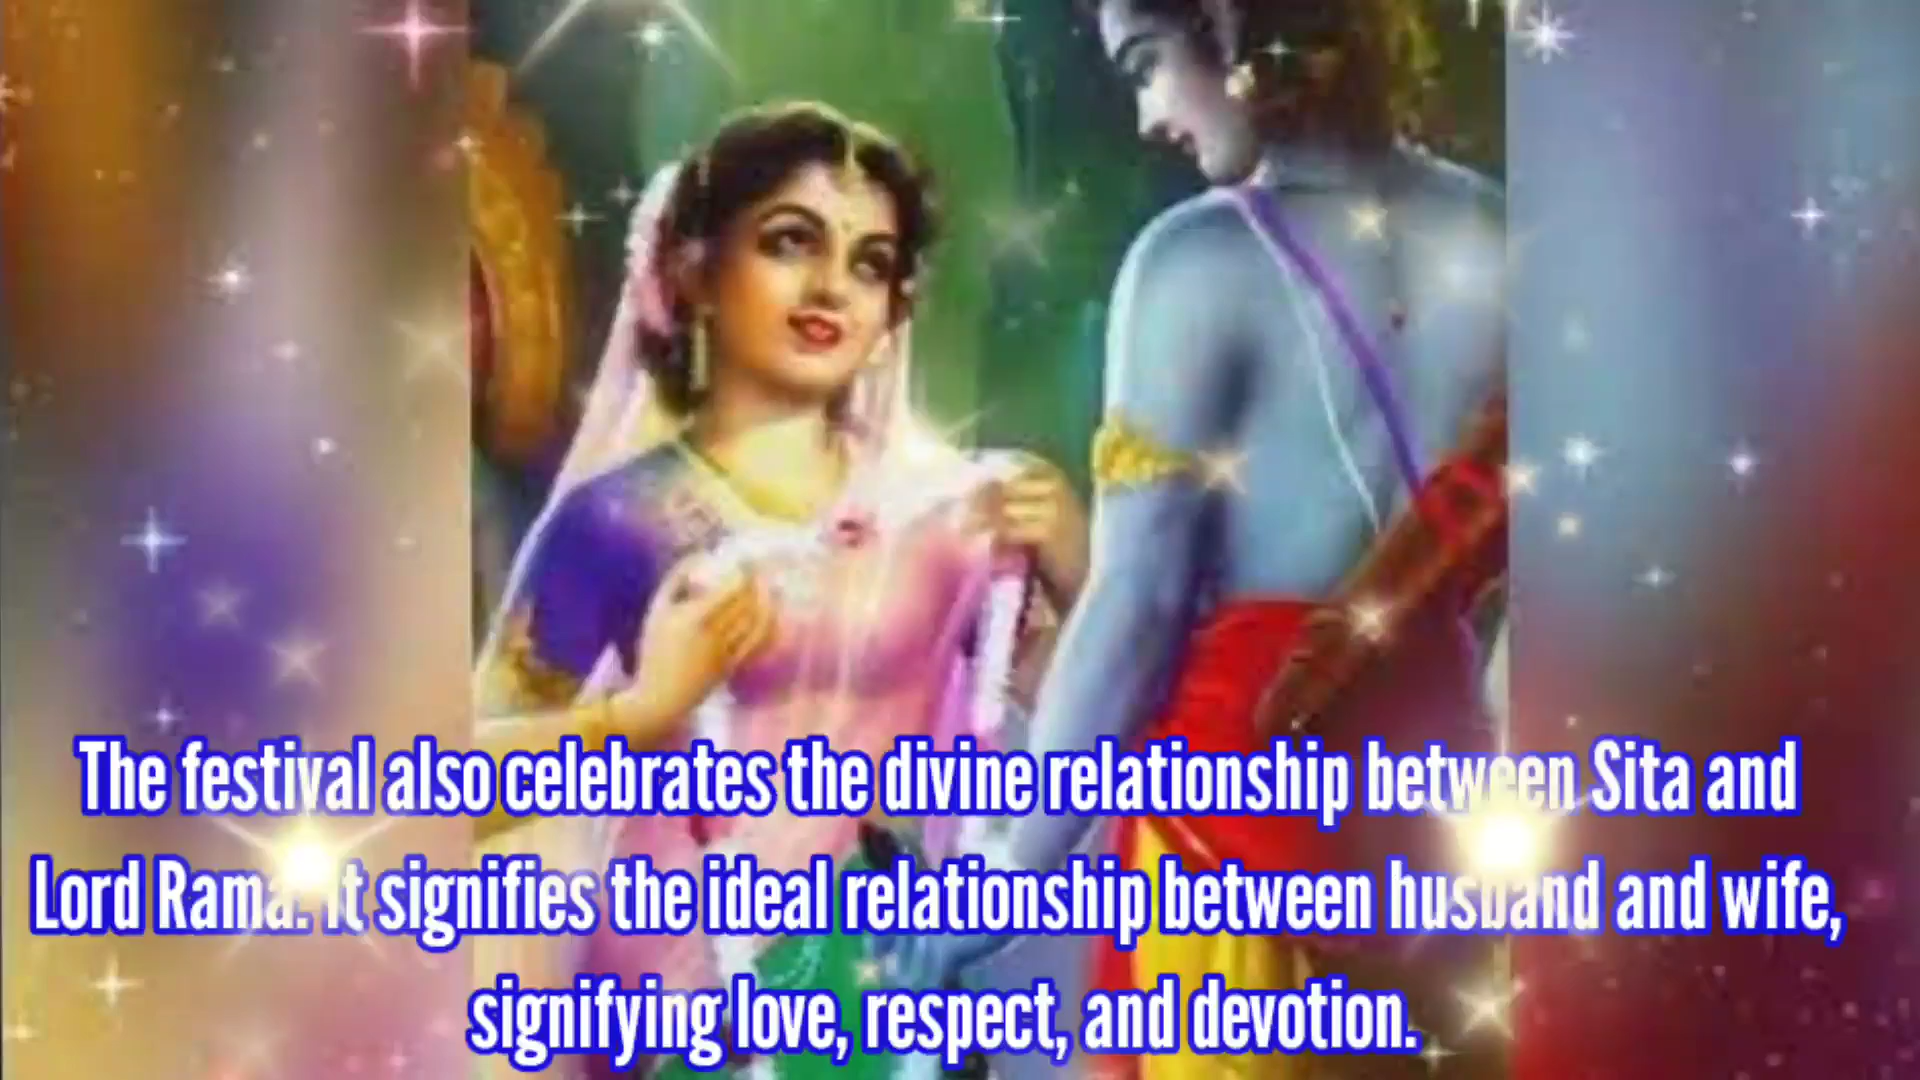 The festival also celebrates the divine relationship between Sita and
Lord Rama. It signifies the ideal relationship between husband and wife,
signifying love, respect, and devotion.